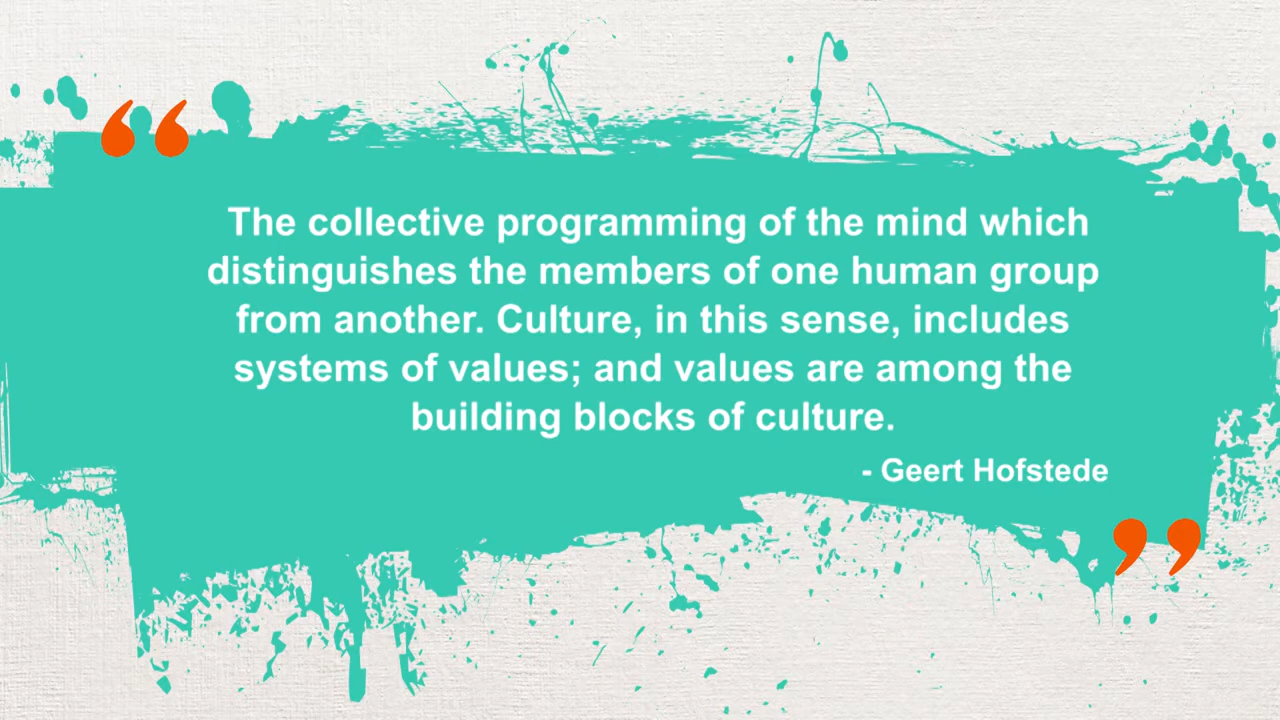 “
The collective programming of the mind which
distinguishes the members of one human group
from another. Culture, in this sense, includes
systems of values; and values are among the
building blocks of culture.
- Geert Hofstede
”